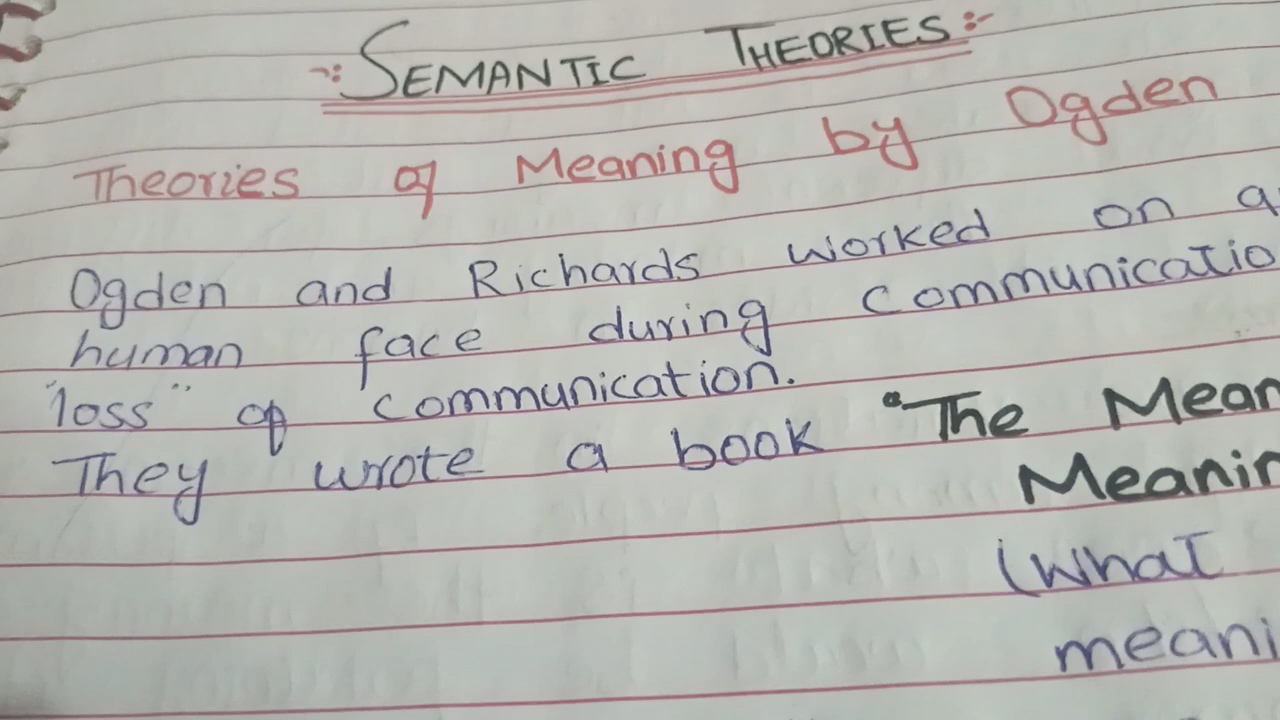 -: SEMANTIC THEORIES :-
Theories of Meaning by Ogden
Ogden and Richards worked on
human face during communicatio
"loss" of communication.
They wrote a book "The Mean
Meanin
(What
meani